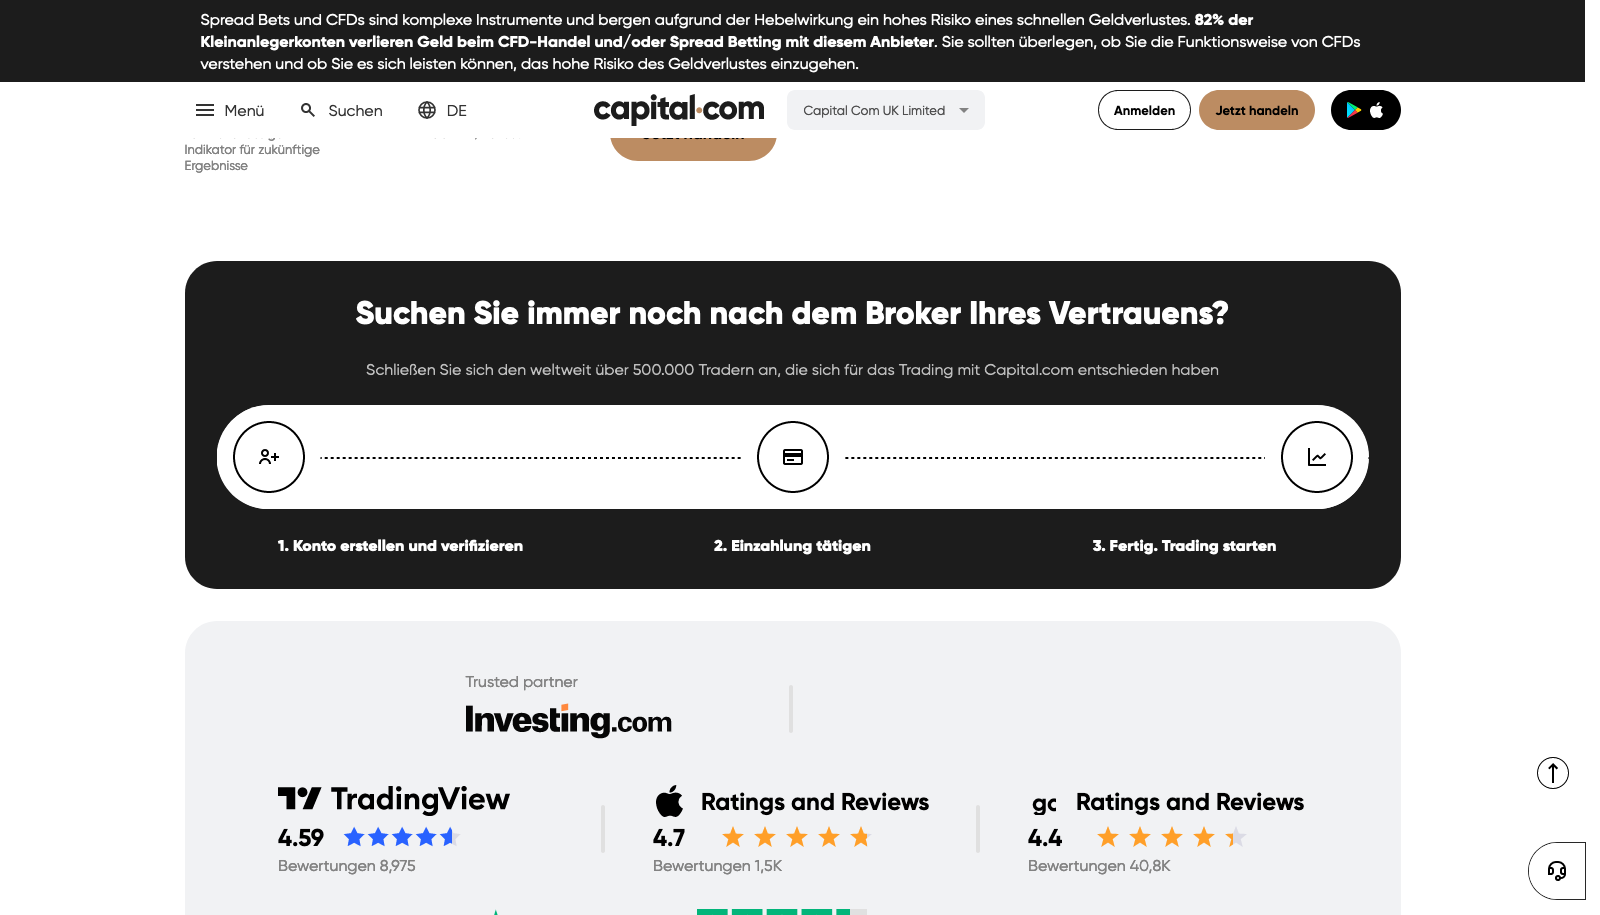 Spread Bets und CFDs sind komplexe Instrumente und bergen aufgrund der Hebelwirkung ein hohes Risiko eines schnellen Geldverlustes. 82% der
Kleinanlegerkonten verlieren Geld beim CFD-Handel und/oder Spread Betting mit diesem Anbieter. Sie sollten überlegen, ob Sie die Funktionsweise von CFDs
verstehen und ob Sie es sich leisten können, das hohe Risiko des Geldverlustes einzugehen.
Menü Suchen DE capital.com Capital Com UK Limited Anmelden Jetzt handeln
Indikator für zukünftige
Ergebnisse
Suchen Sie immer noch nach dem Broker Ihres Vertrauens?
Schließen Sie sich den weltweit über 500.000 Tradern an, die sich für das Trading mit Capital.com entschieden haben
1. Konto erstellen und verifizieren 2. Einzahlung tätigen 3. Fertig. Trading starten
Trusted partner
Investing.com
TradingView Ratings and Reviews Ratings and Reviews
4.59 4.7 4.4
Bewertungen 8,975 Bewertungen 1,5K Bewertungen 40,8K